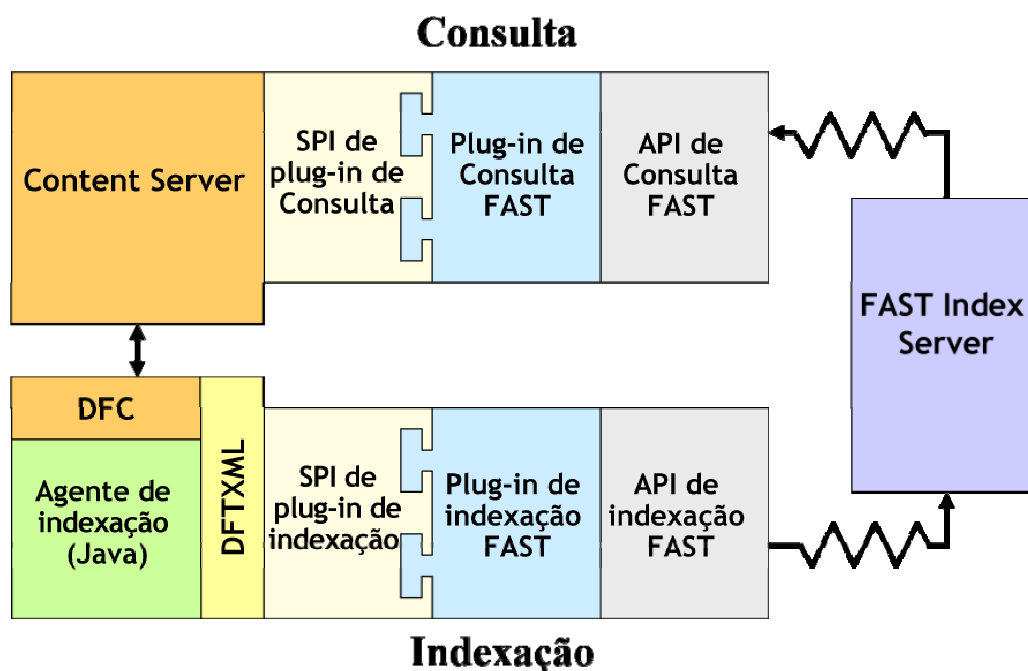 Consulta
Content Server
SPI de
plug-in de
Consulta
Plug-in de
Consulta
FAST
API de
Consulta
FAST
FAST Index
Server
DFC
Agente de
indexação
(Java)
DFTXML
SPI de
plug-in de
indexação
Plug-in de
indexação
FAST
API de
indexação
FAST
Indexação